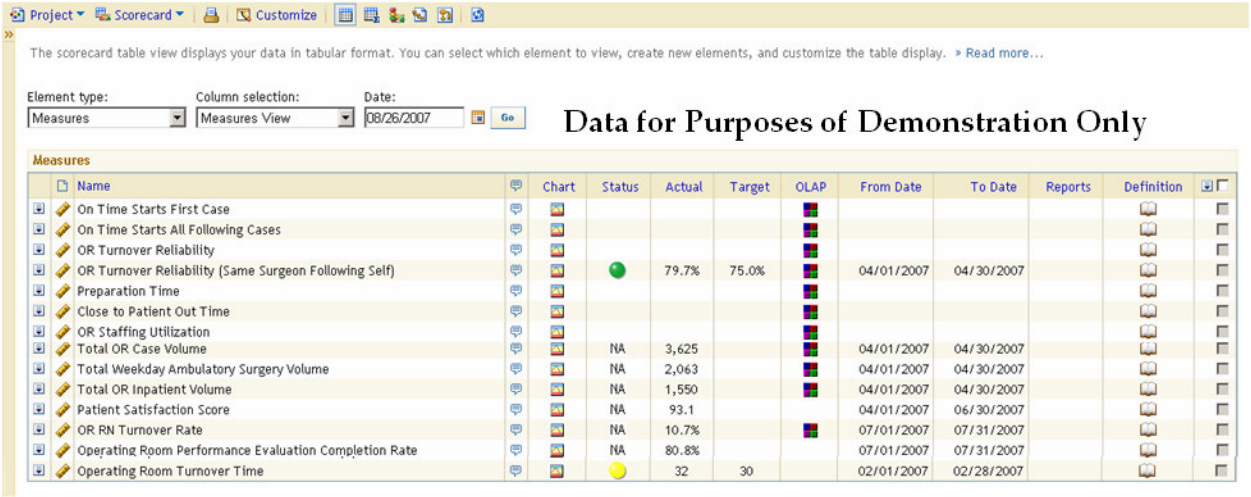 Project Scorecard Customize
»
The scorecard table view displays your data in tabular format. You can select which element to view, create new elements, and customize the table display. » Read more...
Element type: Column selection: Date:
Measures Measures View 08/26/2007 Go
Data for Purposes of Demonstration Only
Measures
Name Chart Status Actual Target OLAP From Date To Date Reports Definition
On Time Starts First Case
On Time Starts All Following Cases
OR Turnover Reliability
OR Turnover Reliability (Same Surgeon Following Self) 79.7% 75.0% 04/01/2007 04/30/2007
Preparation Time
Close to Patient Out Time
OR Staffing Utilization
Total OR Case Volume NA 3,625 04/01/2007 04/30/2007
Total Weekday Ambulatory Surgery Volume NA 2,063 04/01/2007 04/30/2007
Total OR Inpatient Volume NA 1,550 04/01/2007 04/30/2007
Patient Satisfaction Score NA 93.1 04/01/2007 06/30/2007
OR RN Turnover Rate NA 10.7% 07/01/2007 07/31/2007
Operating Room Performance Evaluation Completion Rate NA 80.8% 07/01/2007 07/31/2007
Operating Room Turnover Time 32 30 02/01/2007 02/28/2007